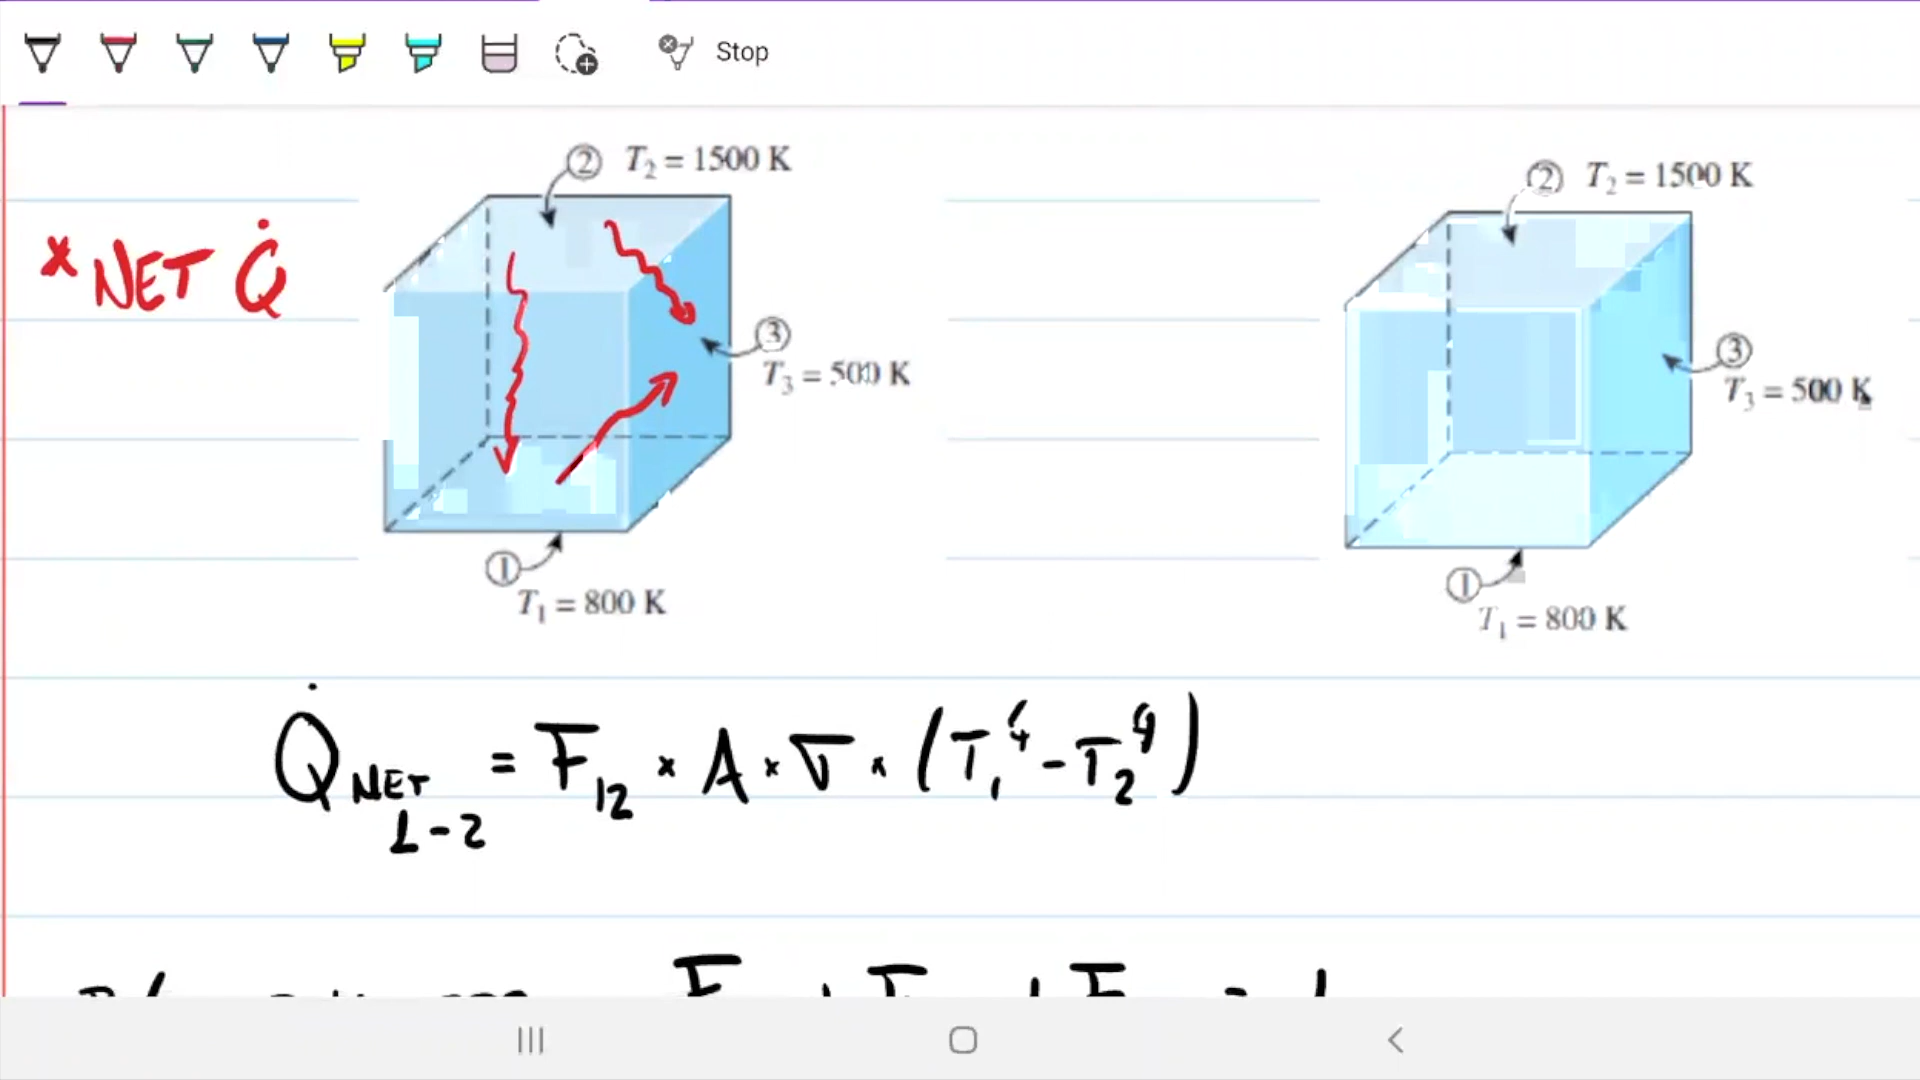 Stop
② T₂ = 1500 K
② T₂ = 1500 K
* NET Q̇
③
T₃ = 500 K
③
T₃ = 500 K
①
T₁ = 800 K
①
T₁ = 800 K
Q̇ NET 1-2 = F₁₂ × A × σ × (T₁⁴ - T₂⁴)